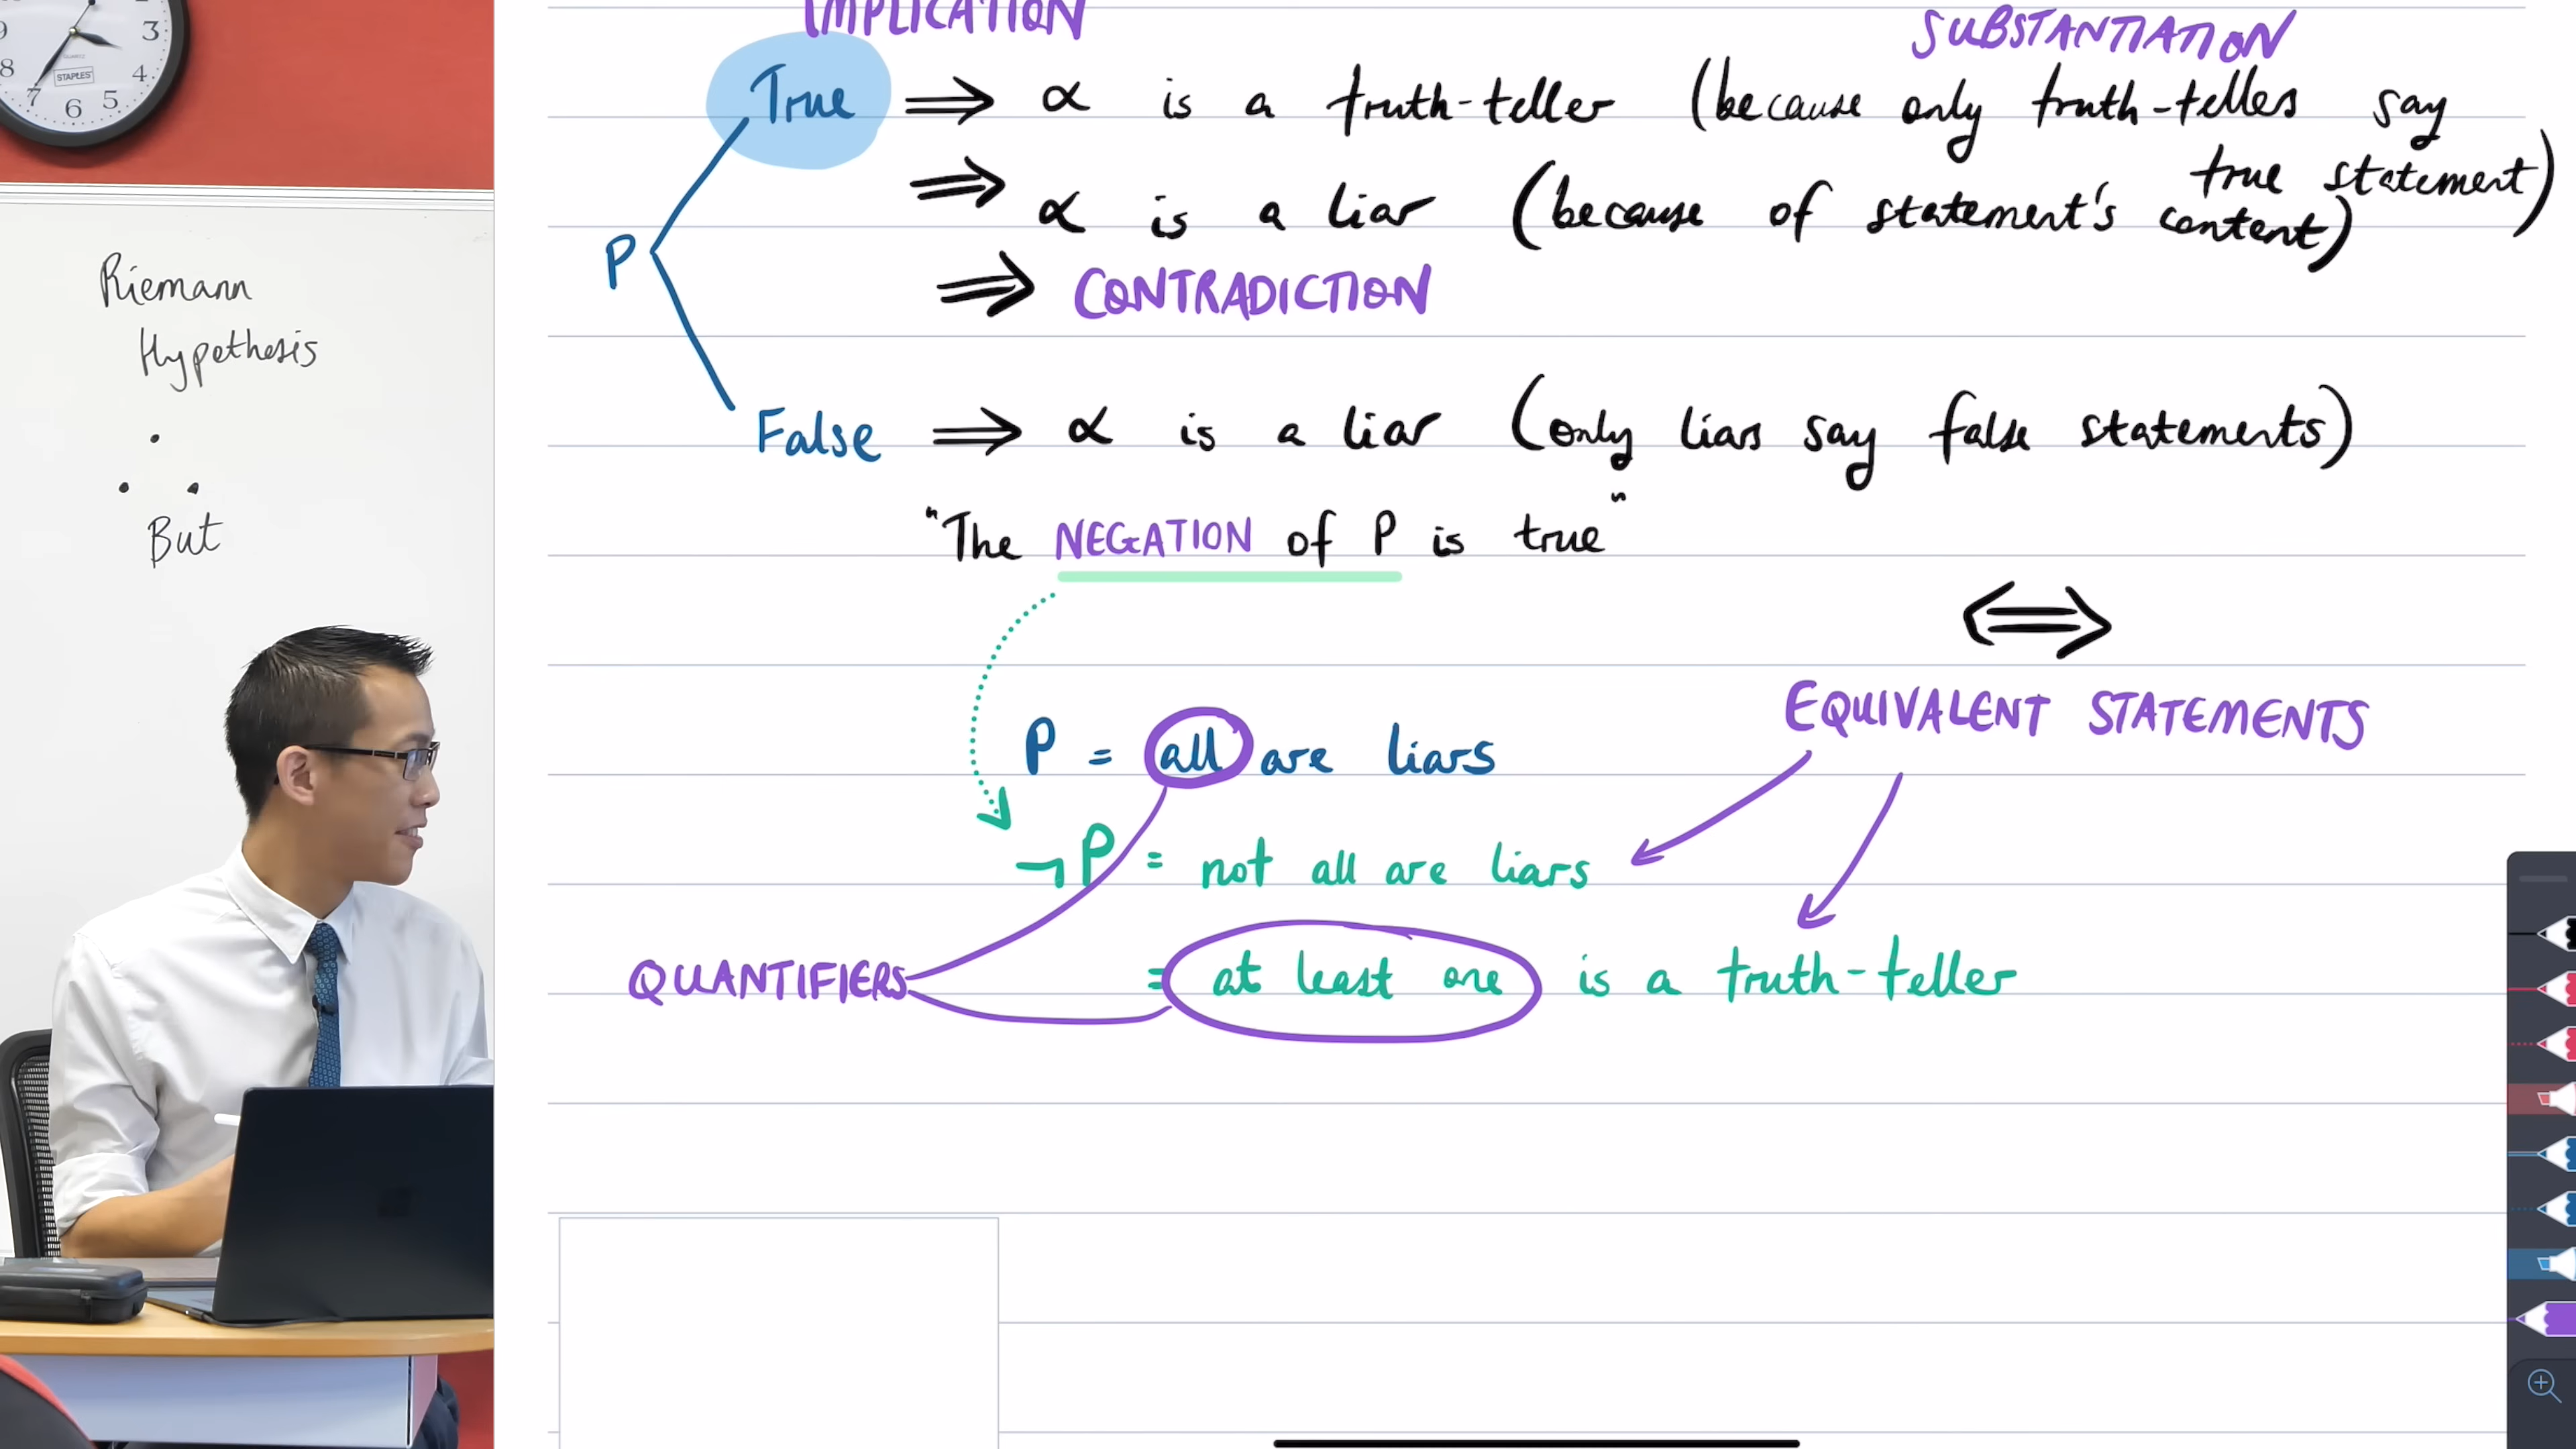 IMPLICATION
SUBSTANTIATION
True ⟹ α is a truth-teller (because only truth-tellers say true statement)
⟹ α is a liar (because of statement's content)
P
⟹ CONTRADICTION
False ⟹ α is a liar (only liars say false statements)
"The NEGATION of P is true"
⟺
EQUIVALENT STATEMENTS
P = all are liars
¬P = not all are liars
QUANTIFIERS
= at least one is a truth-teller
Riemann
Hypothesis
But
3
4
5
6
7
8
QUARTZ
STAPLES